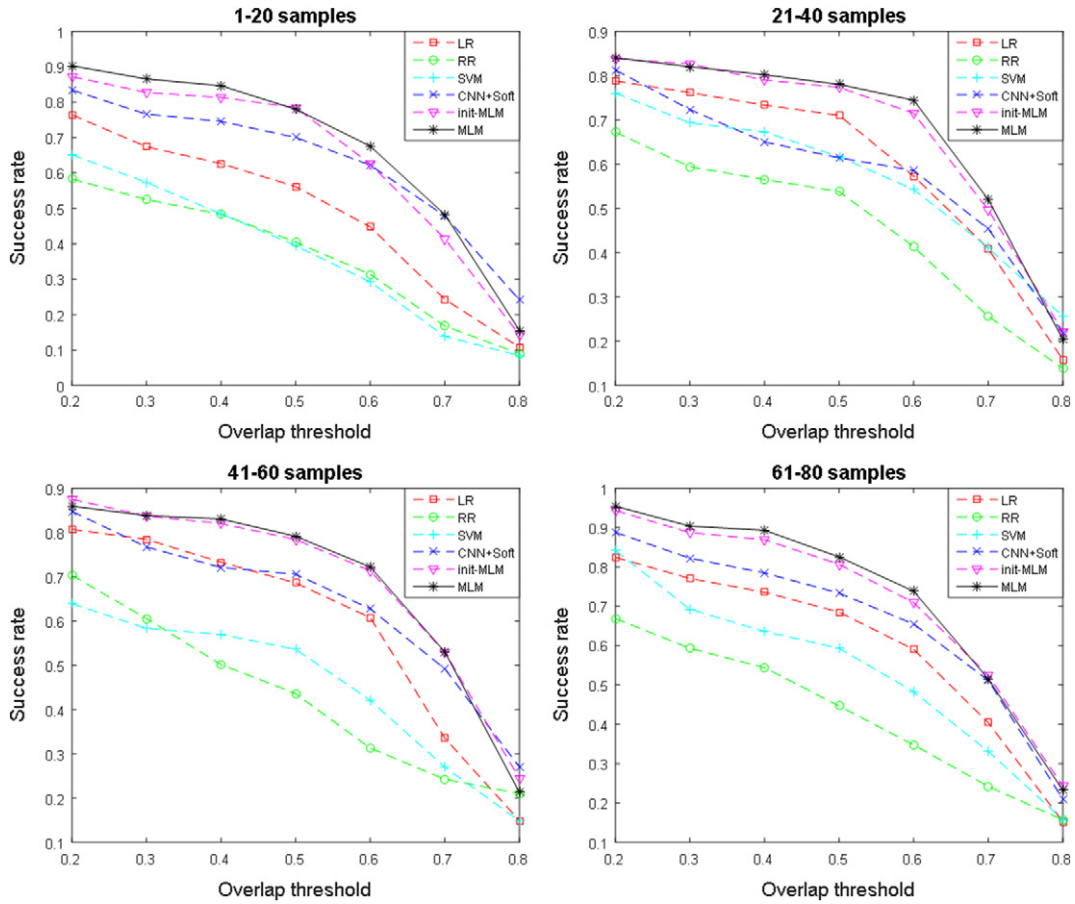 1-20 samples
Success rate
1
0.9
0.8
0.7
0.6
0.5
0.4
0.3
0.2
0.1
0
0.2 0.3 0.4 0.5 0.6 0.7 0.8
Overlap threshold
LR
RR
SVM
CNN+Soft
init-MLM
MLM
21-40 samples
Success rate
0.9
0.8
0.7
0.6
0.5
0.4
0.3
0.2
0.1
0.2 0.3 0.4 0.5 0.6 0.7 0.8
Overlap threshold
LR
RR
SVM
CNN+Soft
init-MLM
MLM
41-60 samples
Success rate
0.9
0.8
0.7
0.6
0.5
0.4
0.3
0.2
0.1
0.2 0.3 0.4 0.5 0.6 0.7 0.8
Overlap threshold
LR
RR
SVM
CNN+Soft
init-MLM
MLM
61-80 samples
Success rate
1
0.9
0.8
0.7
0.6
0.5
0.4
0.3
0.2
0.1
0.2 0.3 0.4 0.5 0.6 0.7 0.8
Overlap threshold
LR
RR
SVM
CNN+Soft
init-MLM
MLM